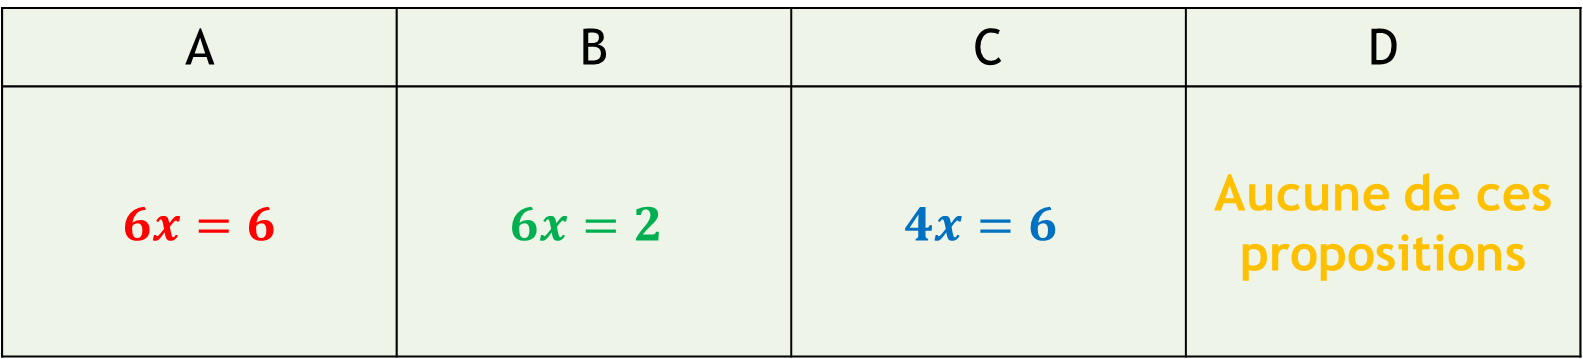 A B C D
6x = 6 6x = 2 4x = 6 Aucune de ces
propositions